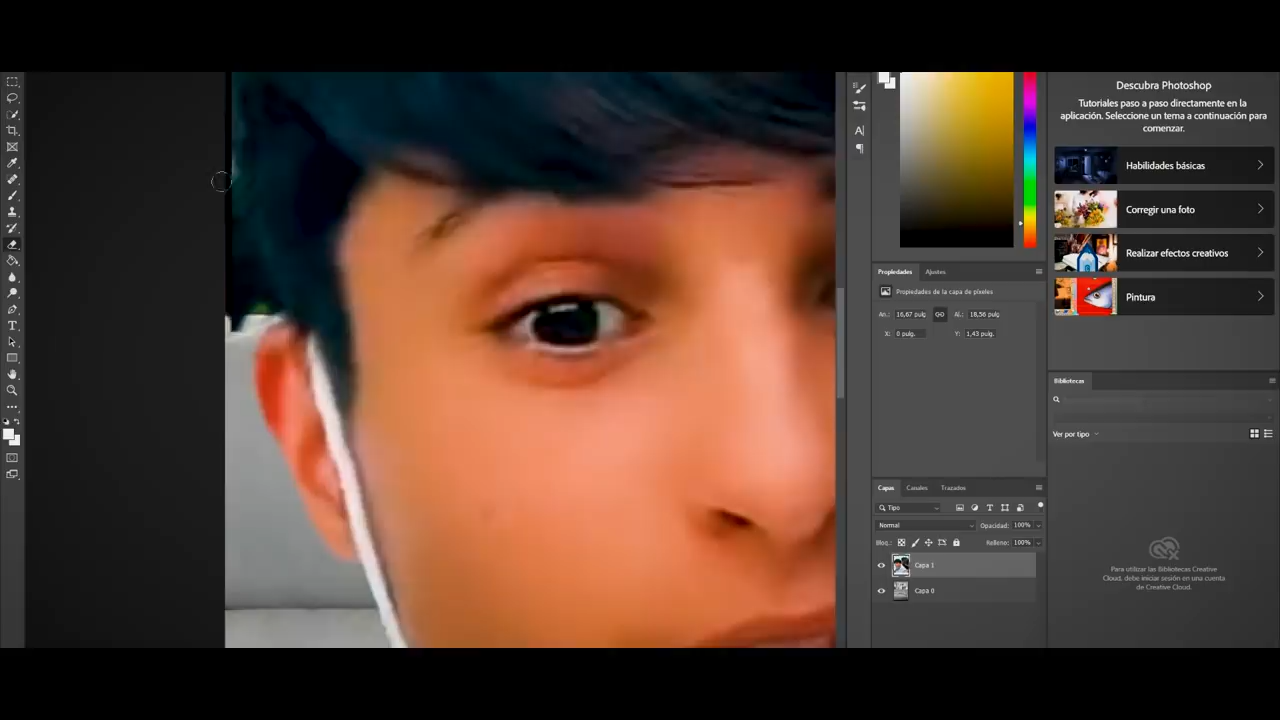 Descubra Photoshop
Tutoriales paso a paso directamente en la
aplicación. Seleccione un tema a continuación para
comenzar.
Habilidades básicas
Corregir una foto
Realizar efectos creativos
Pintura
Propiedades Ajustes
Propiedades de la capa de píxeles
An.: 16,67 pulg Al.: 18,56 pulg
X: 0 pulg. Y: 1,43 pulg.
Bibliotecas
Ver por tipo
Capas Canales Trazados
Tipo
Normal Opacidad: 100%
Bloq.: Relleno: 100%
Capa 1
Capa 0
Para utilizar las Bibliotecas Creative
Cloud, debe iniciar sesión en una cuenta
de Creative Cloud.